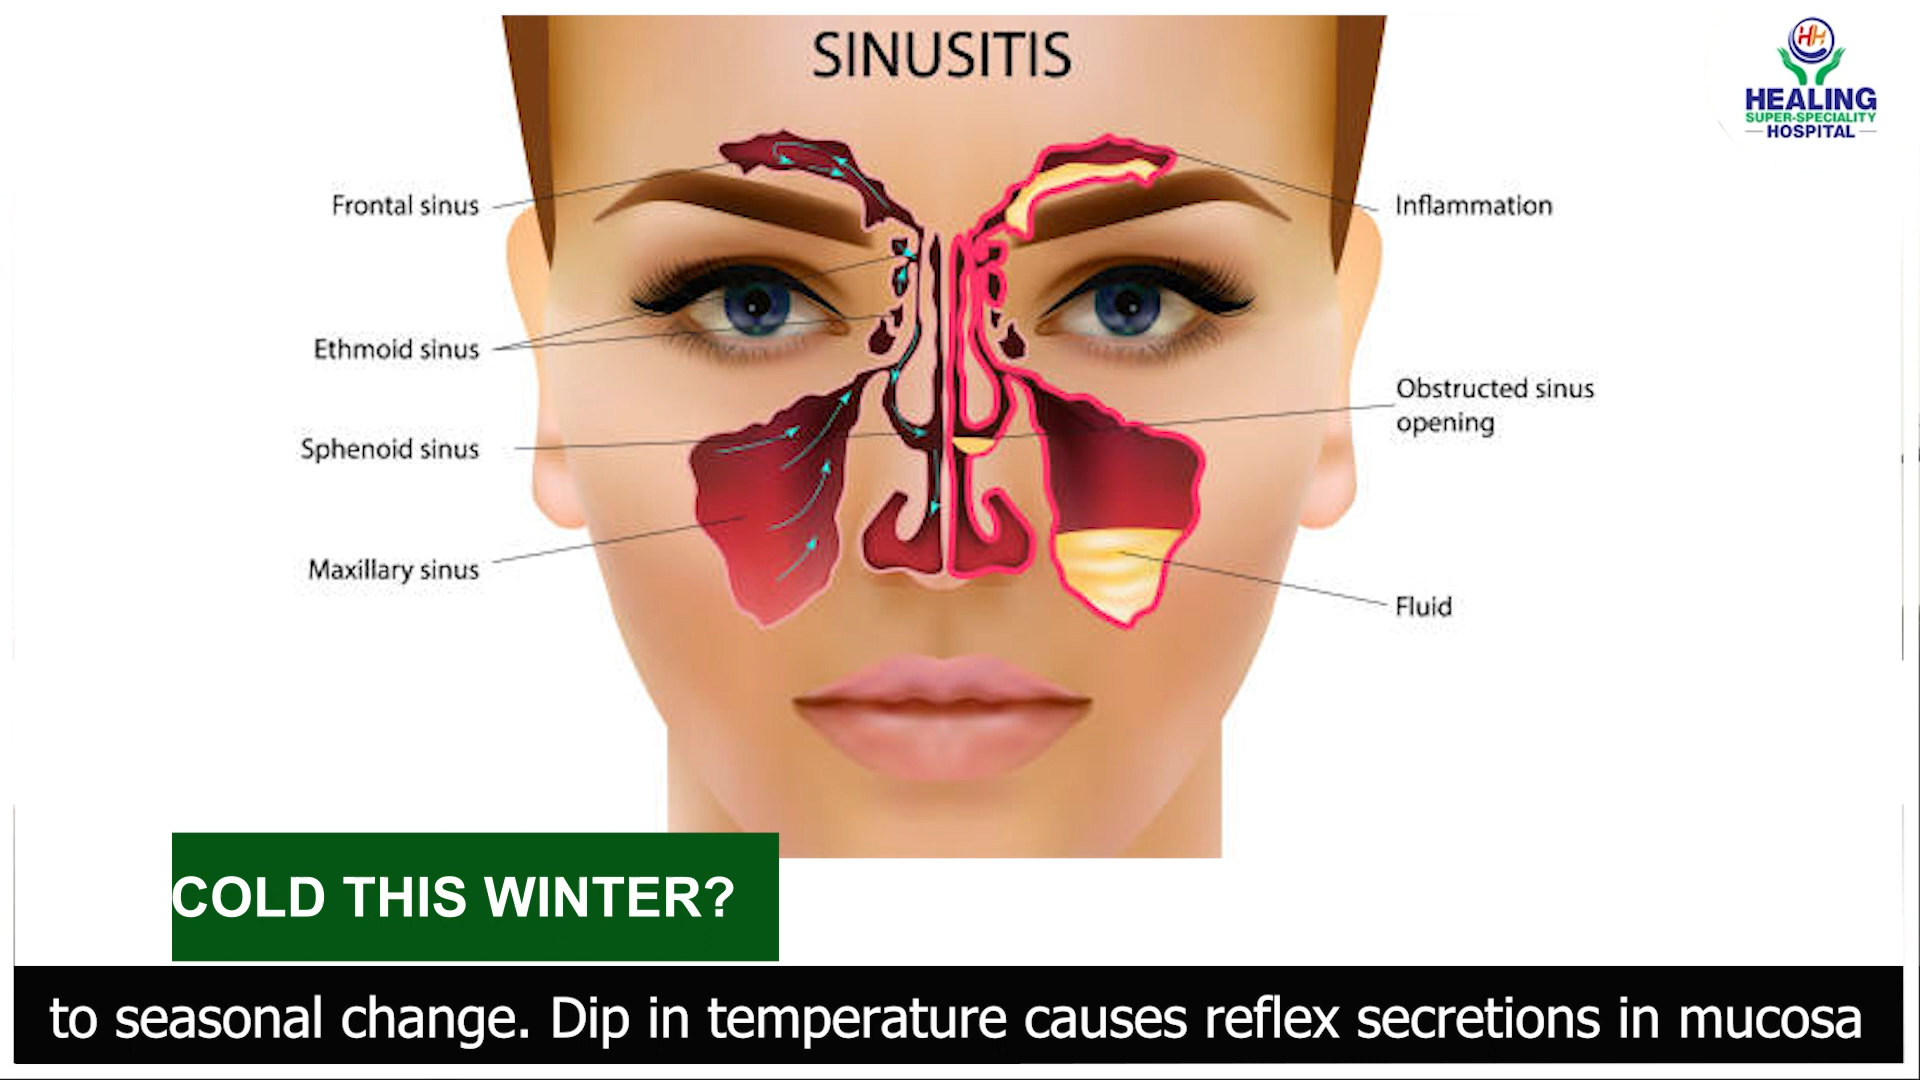 SINUSITIS
HH
HEALING
SUPER-SPECIALITY
HOSPITAL
Frontal sinus
Ethmoid sinus
Sphenoid sinus
Maxillary sinus
Inflammation
Obstructed sinus
opening
Fluid
COLD THIS WINTER?
to seasonal change. Dip in temperature causes reflex secretions in mucosa